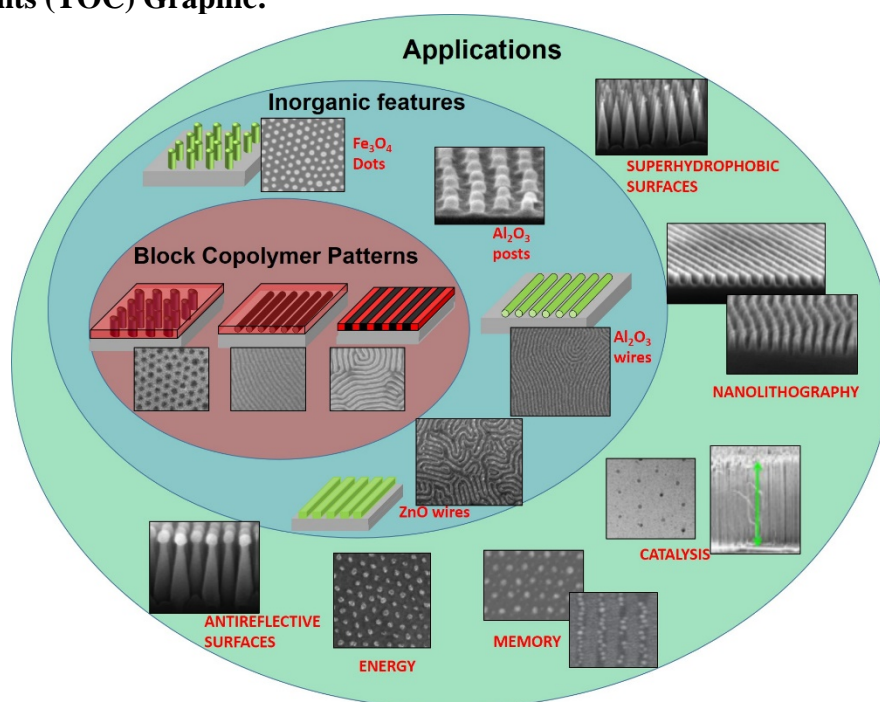 nts (TOC) Graphic.
Applications
Inorganic features
Fe₃O₄
Dots
SUPERHYDROPHOBIC
SURFACES
Al₂O₃
posts
Block Copolymer Patterns
Al₂O₃
wires
NANOLITHOGRAPHY
ZnO wires
CATALYSIS
ANTIREFLECTIVE
SURFACES
MEMORY
ENERGY